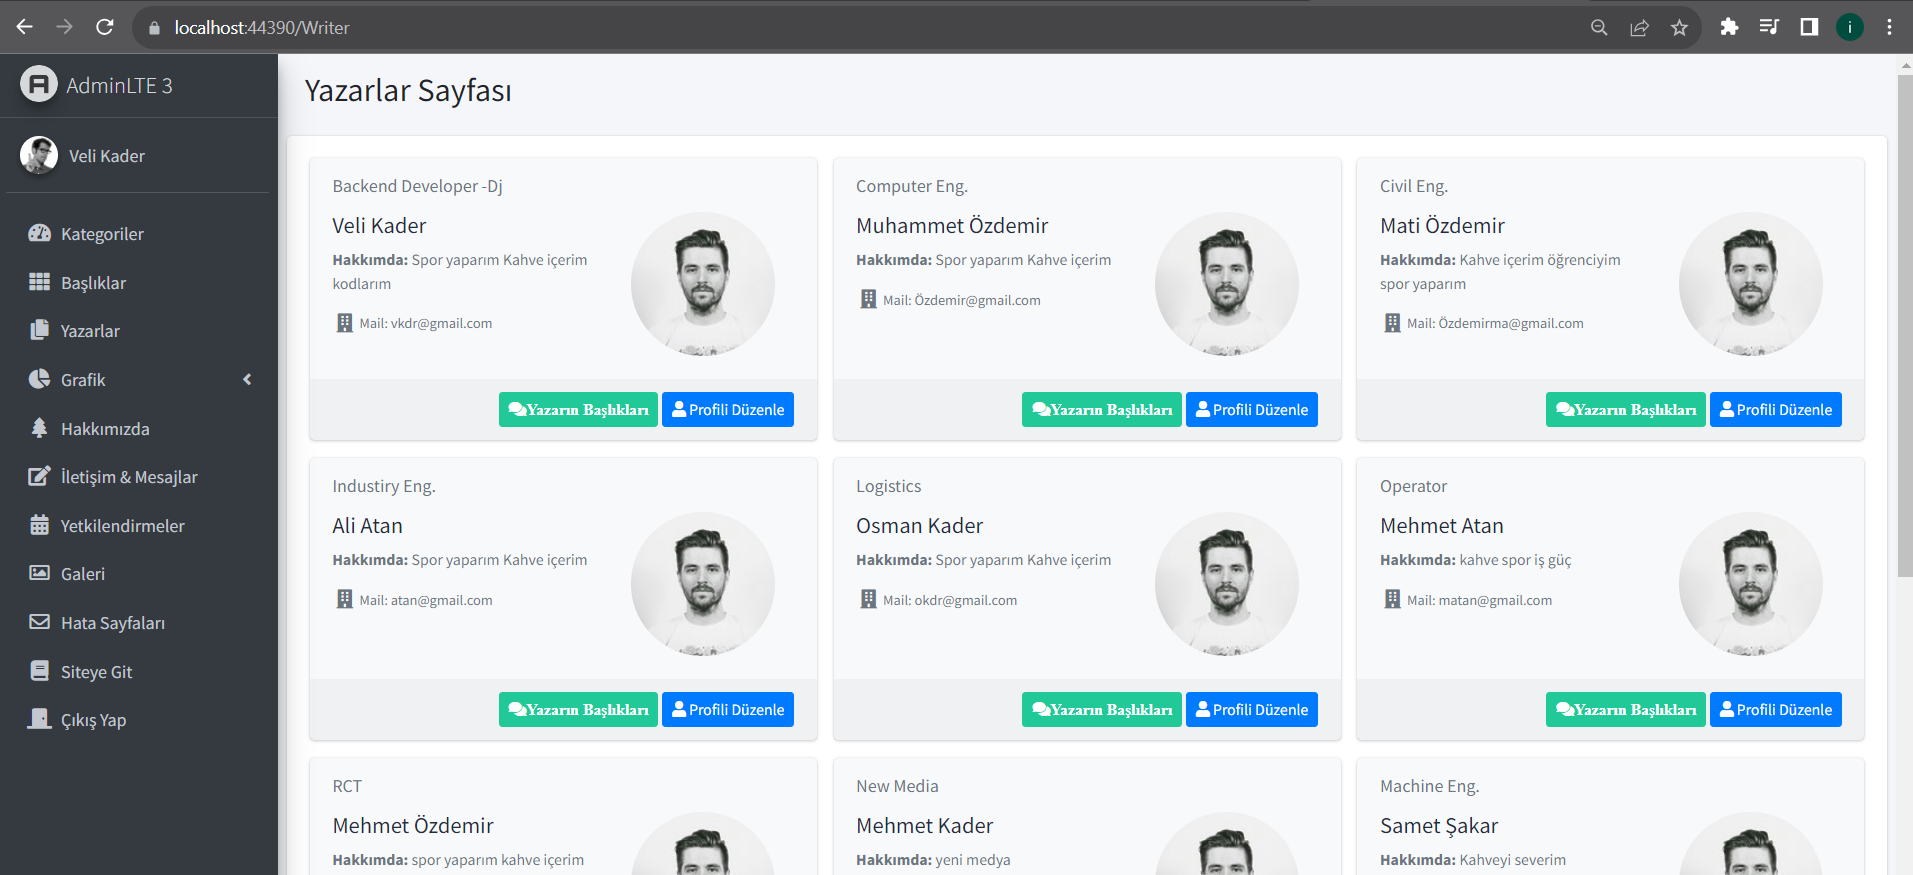 localhost:44390/Writer
i
AdminLTE 3
Veli Kader
Kategoriler
Başlıklar
Yazarlar
Grafik
Hakkımızda
İletişim & Mesajlar
Yetkilendirmeler
Galeri
Hata Sayfaları
Siteye Git
Çıkış Yap
Yazarlar Sayfası
Backend Developer -Dj
Veli Kader
Hakkımda: Spor yaparım Kahve içerim
kodlarım
Mail: vkdr@gmail.com
Yazarın Başlıkları
Profili Düzenle
Computer Eng.
Muhammet Özdemir
Hakkımda: Spor yaparım Kahve içerim
Mail: Özdemir@gmail.com
Yazarın Başlıkları
Profili Düzenle
Civil Eng.
Mati Özdemir
Hakkımda: Kahve içerim öğrenciyim
spor yaparım
Mail: Özdemirma@gmail.com
Yazarın Başlıkları
Profili Düzenle
Industiry Eng.
Ali Atan
Hakkımda: Spor yaparım Kahve içerim
Mail: atan@gmail.com
Yazarın Başlıkları
Profili Düzenle
Logistics
Osman Kader
Hakkımda: Spor yaparım Kahve içerim
Mail: okdr@gmail.com
Yazarın Başlıkları
Profili Düzenle
Operator
Mehmet Atan
Hakkımda: kahve spor iş güç
Mail: matan@gmail.com
Yazarın Başlıkları
Profili Düzenle
RCT
Mehmet Özdemir
Hakkımda: spor yaparım kahve içerim
New Media
Mehmet Kader
Hakkımda: yeni medya
Machine Eng.
Samet Şakar
Hakkımda: Kahveyi severim